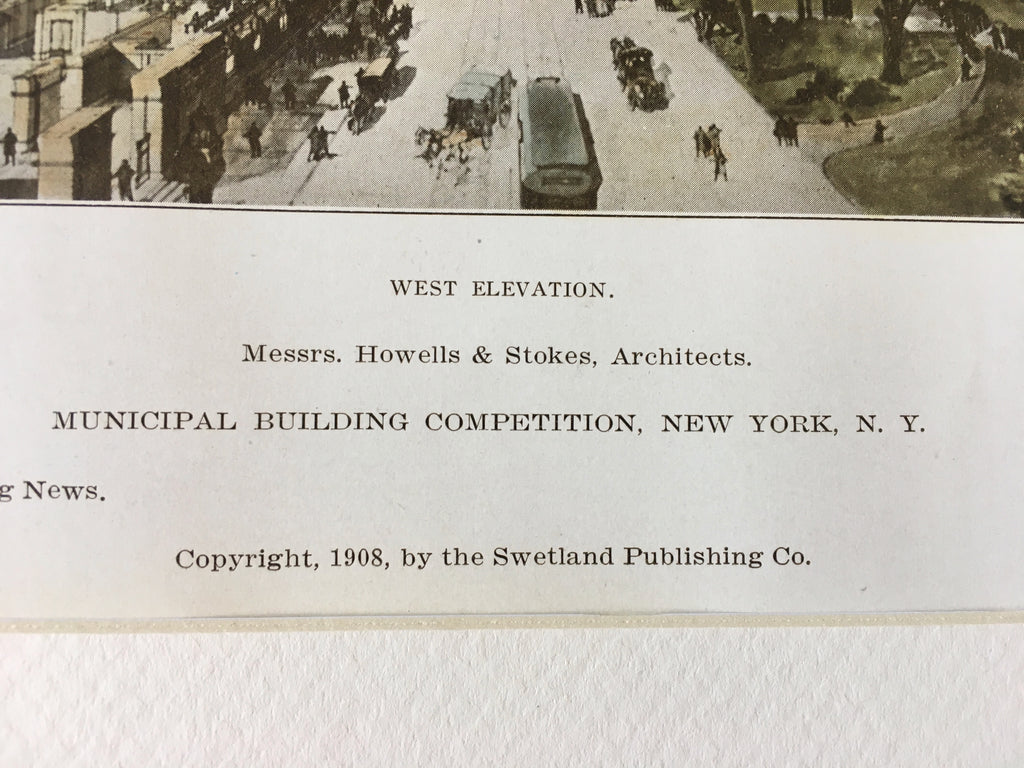 WEST ELEVATION.
Messrs. Howells & Stokes, Architects.
MUNICIPAL BUILDING COMPETITION, NEW YORK, N. Y.
g News.
Copyright, 1908, by the Swetland Publishing Co.